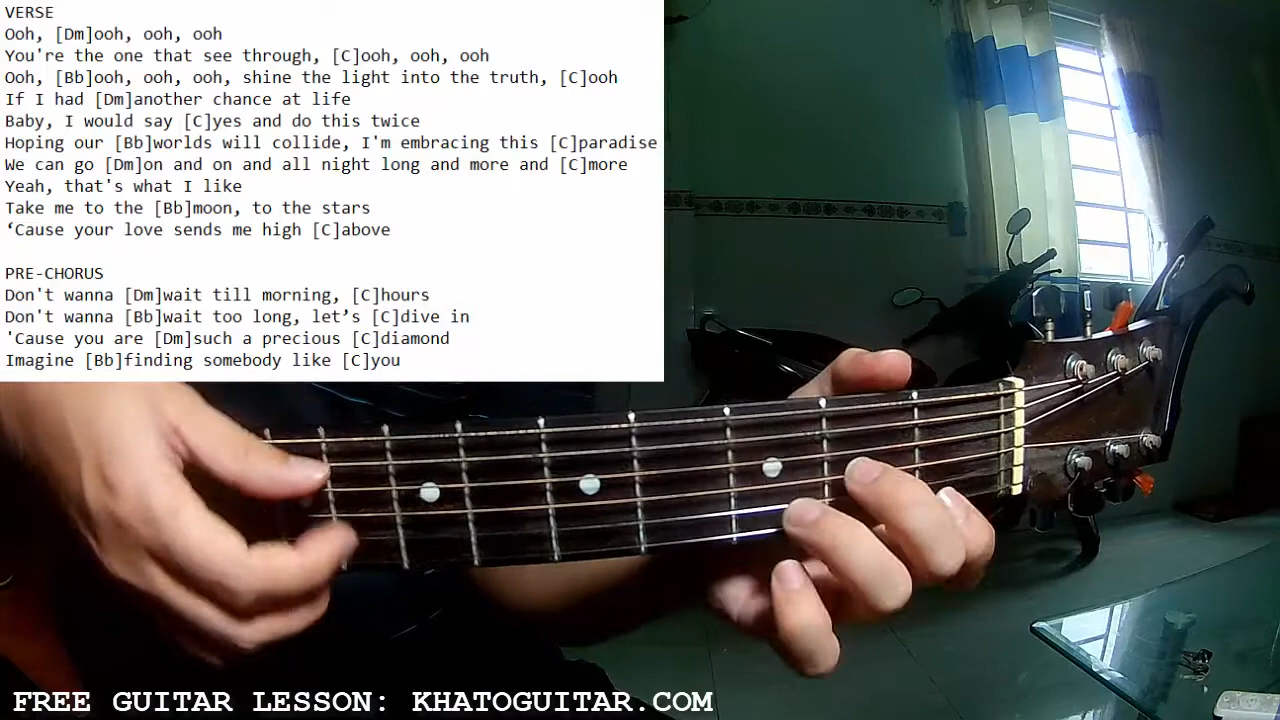 VERSE
Ooh, [Dm]ooh, ooh, ooh
You're the one that see through, [C]ooh, ooh, ooh
Ooh, [Bb]ooh, ooh, ooh, shine the light into the truth, [C]ooh
If I had [Dm]another chance at life
Baby, I would say [C]yes and do this twice
Hoping our [Bb]worlds will collide, I'm embracing this [C]paradise
We can go [Dm]on and on and all night long and more and [C]more
Yeah, that's what I like
Take me to the [Bb]moon, to the stars
‘Cause your love sends me high [C]above
PRE-CHORUS
Don't wanna [Dm]wait till morning, [C]hours
Don't wanna [Bb]wait too long, let’s [C]dive in
'Cause you are [Dm]such a precious [C]diamond
Imagine [Bb]finding somebody like [C]you
FREE GUITAR LESSON: KHATOGUITAR.COM